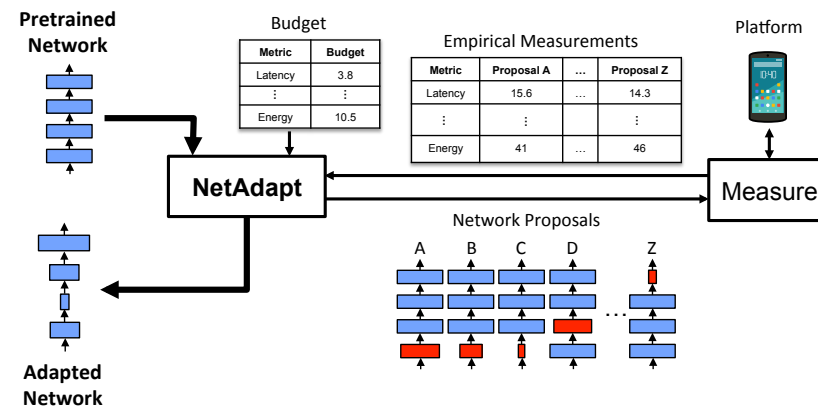 Pretrained
Network
Budget
Metric Budget
Latency 3.8
⋮ ⋮
Energy 10.5
Empirical Measurements
Metric Proposal A … Proposal Z
Latency 15.6 … 14.3
⋮ ⋮ ⋮
Energy 41 … 46
Platform
10:40
NetAdapt
Measure
Network Proposals
A B C D Z
...
Adapted
Network